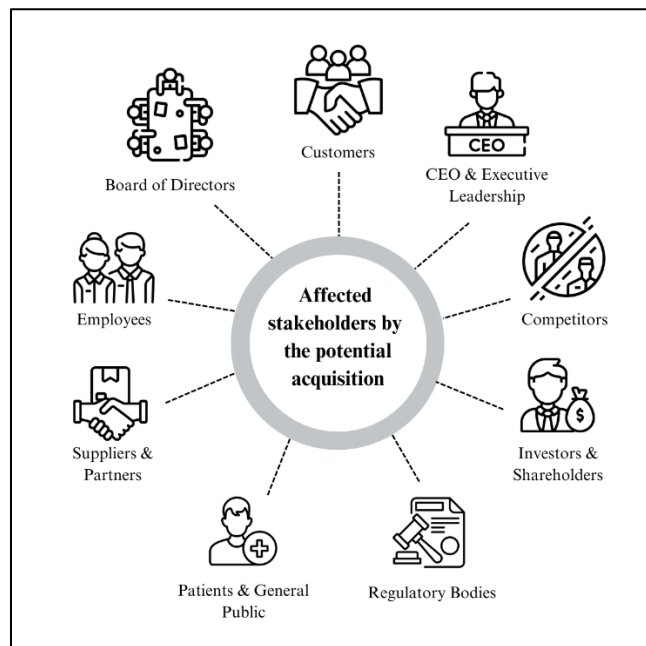 Customers
CEO
CEO & Executive
Leadership
Board of Directors
Affected
stakeholders by
the potential
acquisition
Employees
Competitors
Suppliers &
Partners
$
Investors &
Shareholders
Patients & General
Public
Regulatory Bodies